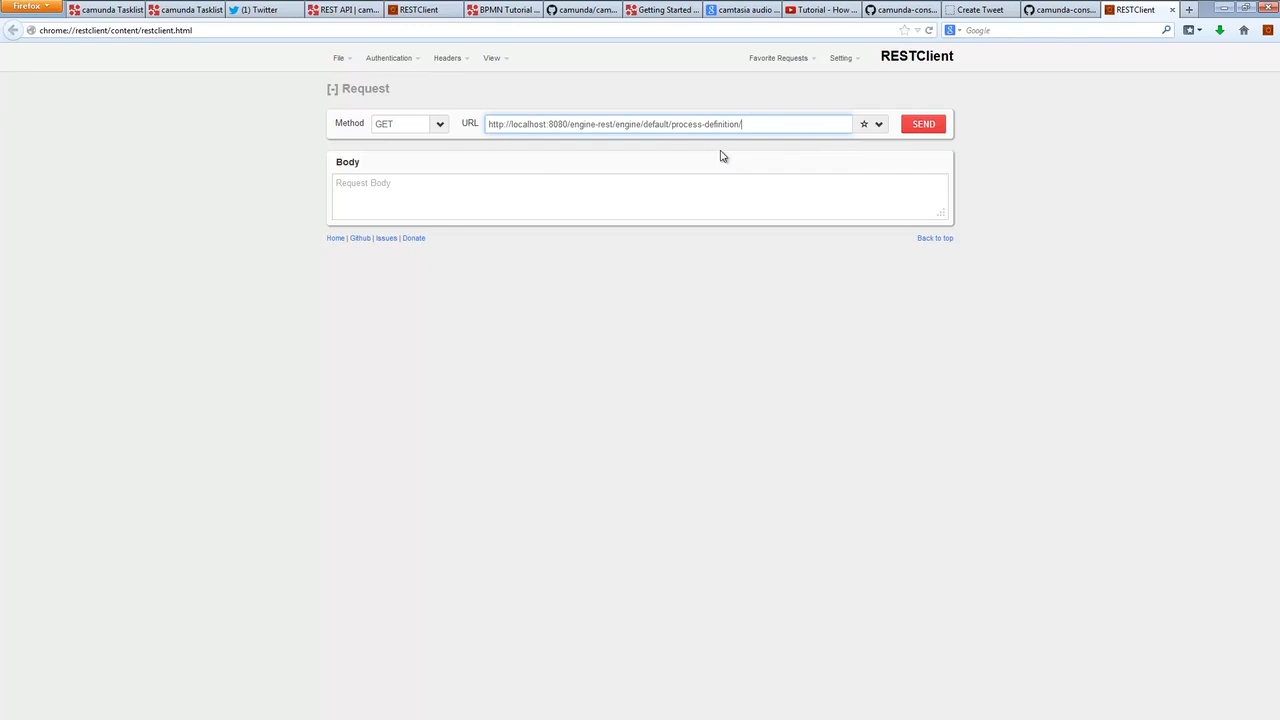 Firefox
camunda Tasklist
camunda Tasklist
(1) Twitter
REST API | cam...
RESTClient
BPMN Tutorial ...
camunda/cam...
Getting Started ...
camtasia audio ...
Tutorial - How ...
camunda-cons...
Create Tweet
camunda-cons...
RESTClient
chrome://restclient/content/restclient.html
Google
File
Authentication
Headers
View
Favorite Requests
Setting
RESTClient
[-] Request
Method
GET
URL
http://localhost:8080/engine-rest/engine/default/process-definition/
SEND
Body
Request Body
Home | Github | Issues | Donate
Back to top